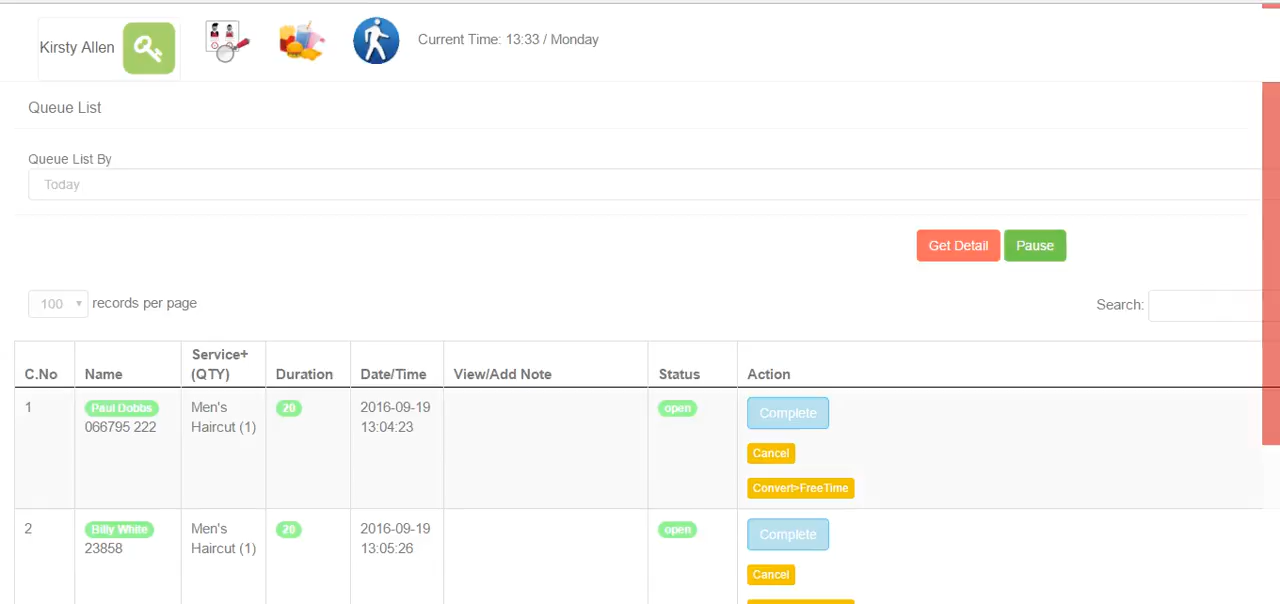 Kirsty Allen
Current Time: 13:33 / Monday
Queue List
Queue List By
Today
Get Detail Pause
100 records per page
Search:
C.No Name Service+ (QTY) Duration Date/Time View/Add Note Status Action
1 Paul Dobbs Men's 20 2016-09-19 open Complete
066795 222 Haircut (1) 13:04:23
Cancel
Convert>FreeTime
2 Billy White Men's 20 2016-09-19 open Complete
23858 Haircut (1) 13:05:26
Cancel